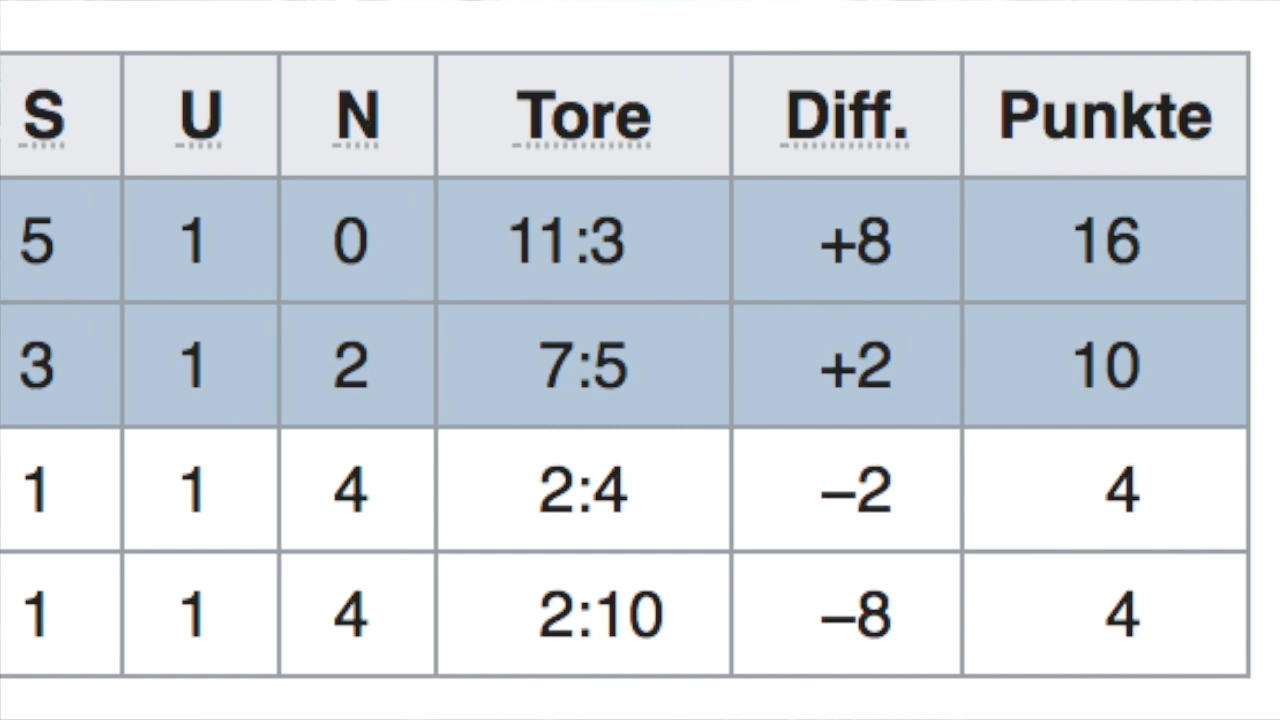 S U N Tore Diff. Punkte
5 1 0 11:3 +8 16
3 1 2 7:5 +2 10
1 1 4 2:4 –2 4
1 1 4 2:10 –8 4